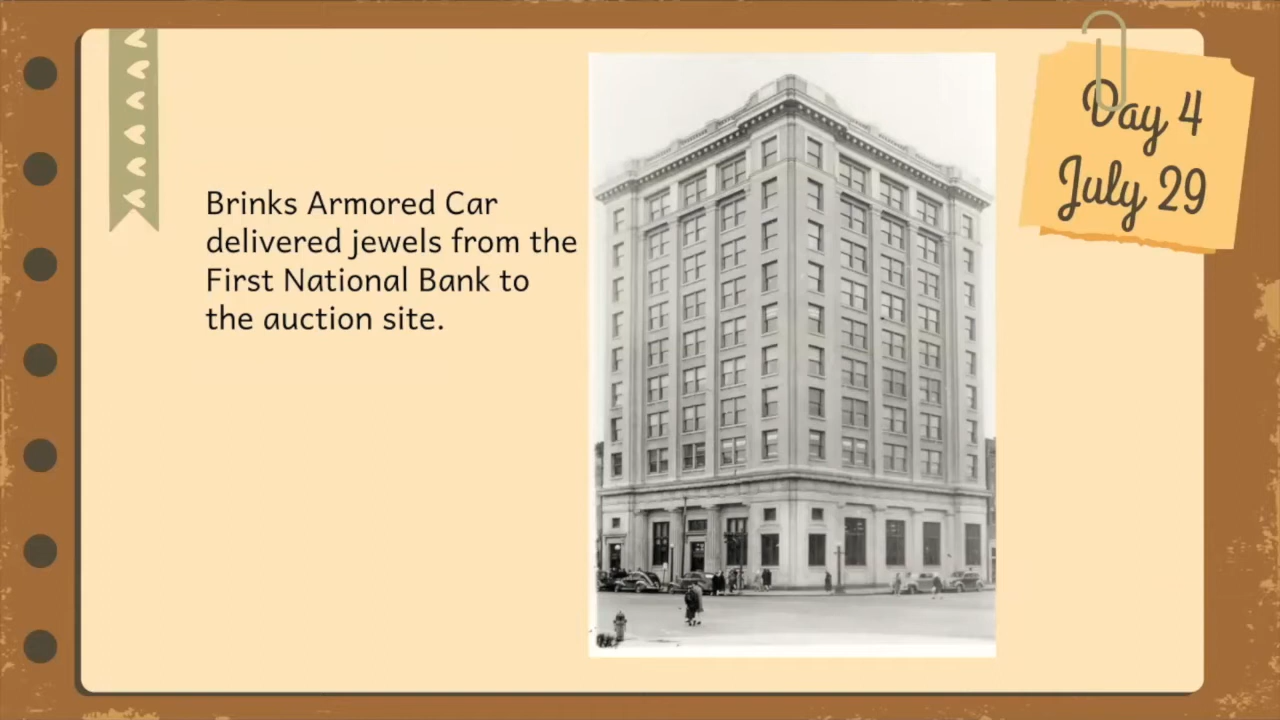 Brinks Armored Car
delivered jewels from the
First National Bank to
the auction site.
Day 4
July 29